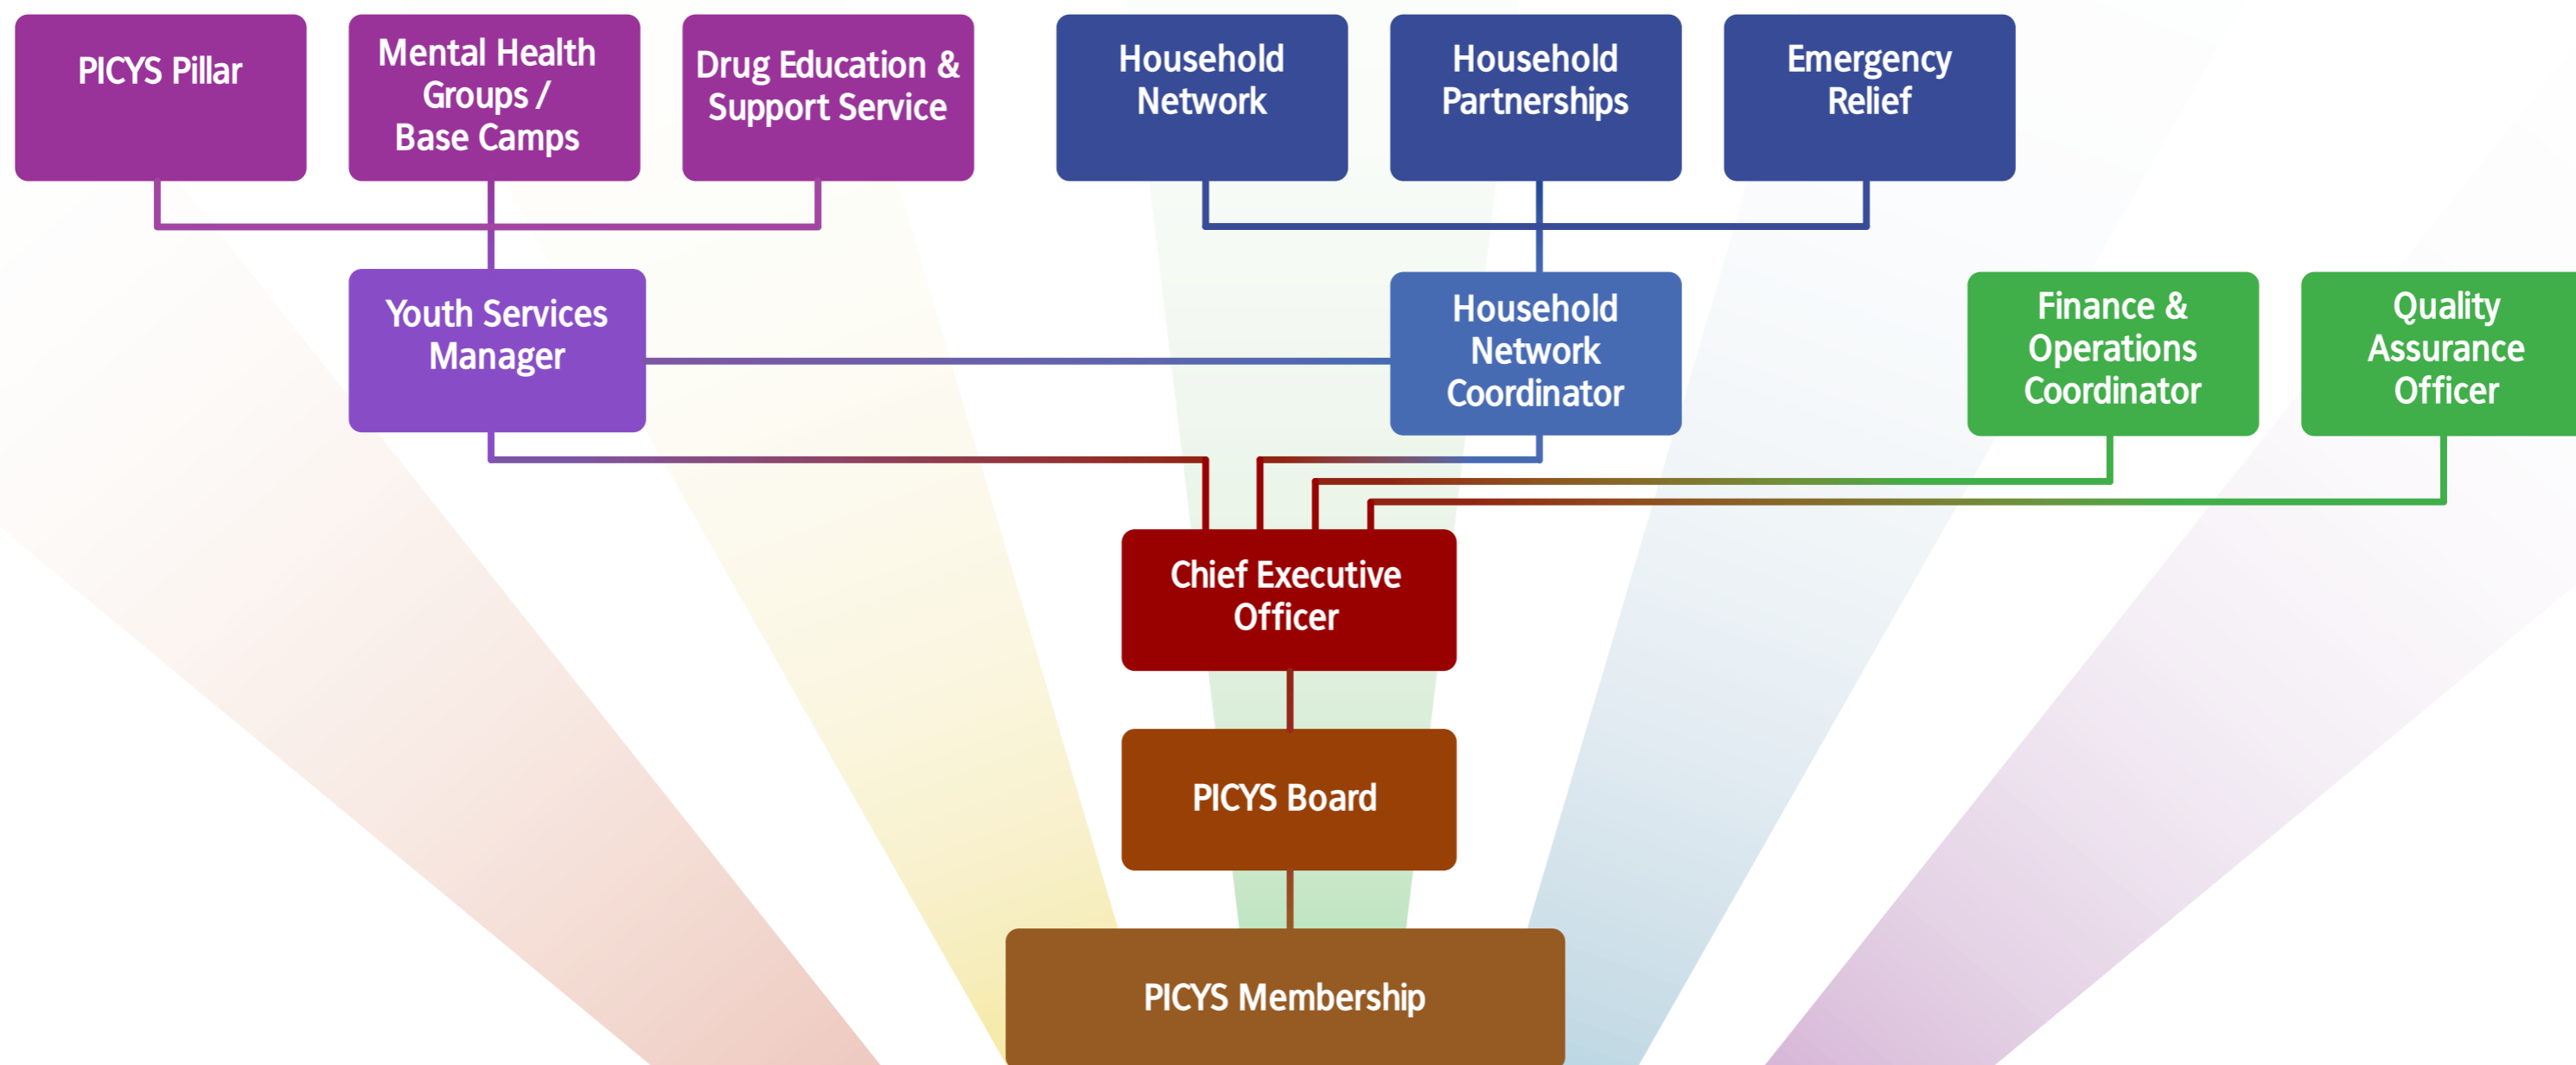 PICYS Pillar
Mental Health
Groups /
Base Camps
Drug Education &
Support Service
Household
Network
Household
Partnerships
Emergency
Relief
Youth Services
Manager
Household
Network
Coordinator
Finance &
Operations
Coordinator
Quality
Assurance
Officer
Chief Executive
Officer
PICYS Board
PICYS Membership